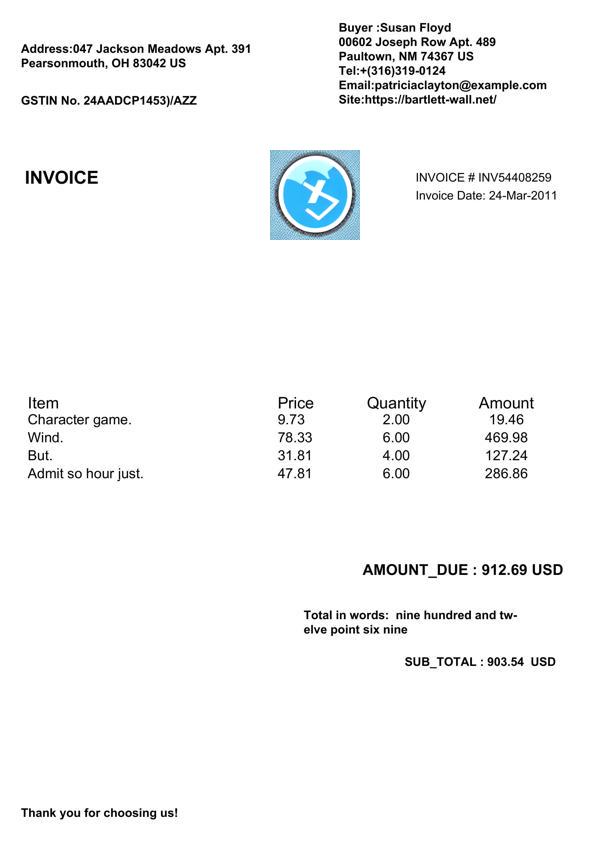 Address:047 Jackson Meadows Apt. 391
Pearsonmouth, OH 83042 US
GSTIN No. 24AADCP1453)/AZZ
Buyer :Susan Floyd
00602 Joseph Row Apt. 489
Paultown, NM 74367 US
Tel:+(316)319-0124
Email:patriciaclayton@example.com
Site:https://bartlett-wall.net/
INVOICE
INVOICE # INV54408259
Invoice Date: 24-Mar-2011
Item Price Quantity Amount
Character game. 9.73 2.00 19.46
Wind. 78.33 6.00 469.98
But. 31.81 4.00 127.24
Admit so hour just. 47.81 6.00 286.86
AMOUNT_DUE : 912.69 USD
Total in words:  nine hundred and tw-
elve point six nine
SUB_TOTAL : 903.54  USD
Thank you for choosing us!